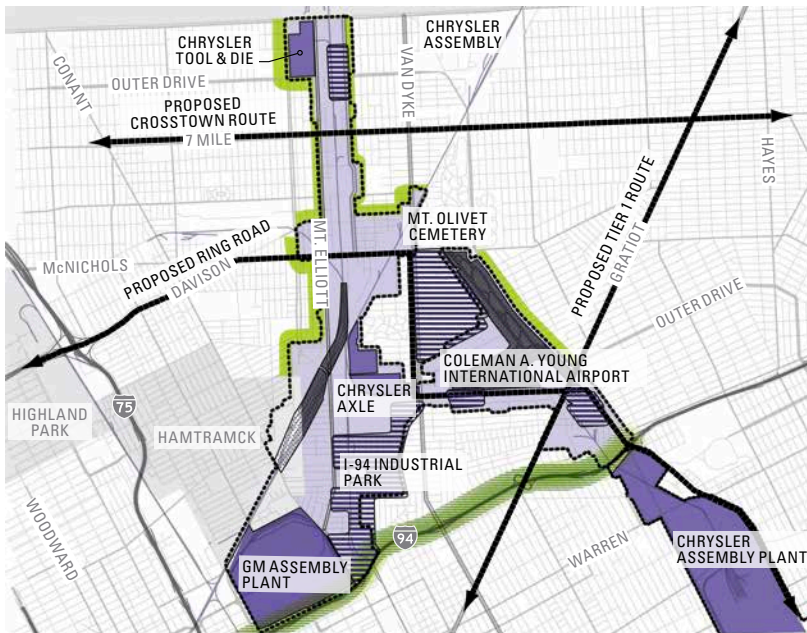 CHRYSLER
TOOL & DIE
CHRYSLER
ASSEMBLY
VAN DYKE
CONANT
OUTER DRIVE
PROPOSED
CROSSTOWN ROUTE
7 MILE
HAYES
MT. OLIVET
CEMETERY
PROPOSED TIER 1 ROUTE
GRATIOT
MT. ELLIOTT
PROPOSED RING ROAD
DAVISON
McNICHOLS
OUTER DRIVE
COLEMAN A. YOUNG
INTERNATIONAL AIRPORT
CHRYSLER
AXLE
75
HIGHLAND
PARK
HAMTRAMCK
I-94 INDUSTRIAL
PARK
WOODWARD
94
WARREN
CHRYSLER
ASSEMBLY PLANT
GM ASSEMBLY
PLANT